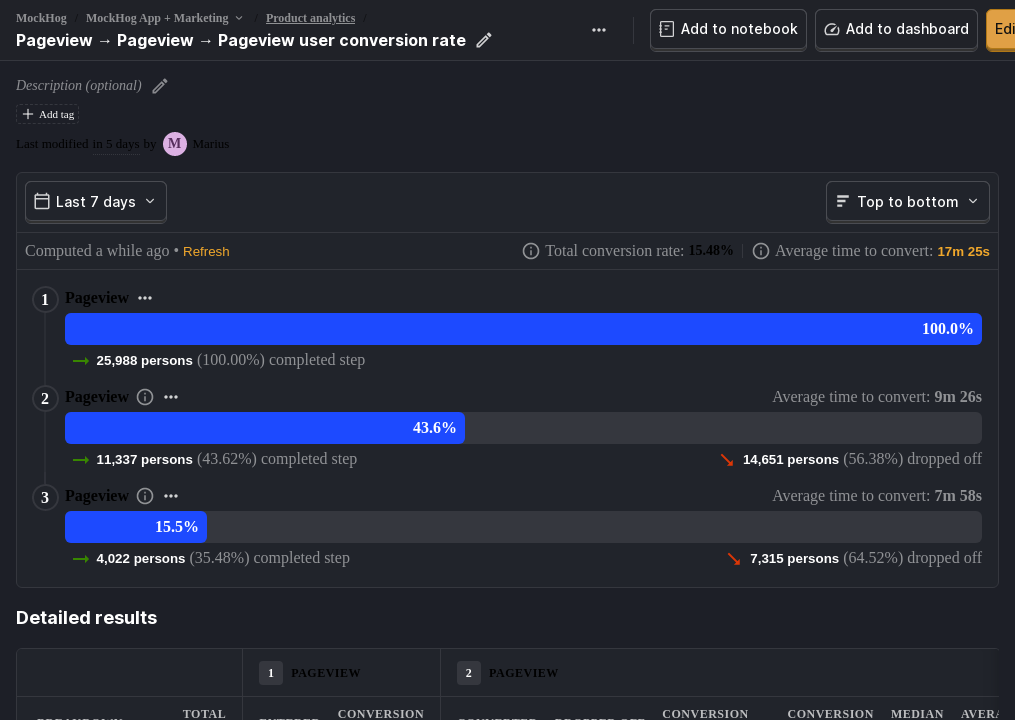 MockHog / MockHog App + Marketing / Product analytics /
Pageview → Pageview → Pageview user conversion rate
Add to notebook
Add to dashboard
Edi
Description (optional)
Add tag
Last modified in 5 days by M Marius
Last 7 days
Top to bottom
Computed a while ago • Refresh
Total conversion rate: 15.48%
Average time to convert: 17m 25s
1 Pageview
100.0%
25,988 persons (100.00%) completed step
2 Pageview
Average time to convert: 9m 26s
43.6%
11,337 persons (43.62%) completed step
14,651 persons (56.38%) dropped off
3 Pageview
Average time to convert: 7m 58s
15.5%
4,022 persons (35.48%) completed step
7,315 persons (64.52%) dropped off
Detailed results
1 PAGEVIEW
2 PAGEVIEW
TOTAL
CONVERSION
CONVERSION
CONVERSION
MEDIAN
AVERA